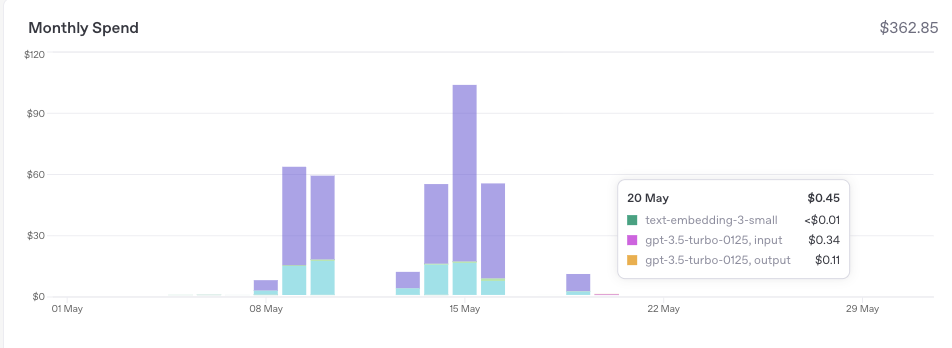 Monthly Spend
$362.85
$120
$90
$60
$30
$0
20 May $0.45
text-embedding-3-small <$0.01
gpt-3.5-turbo-0125, input $0.34
gpt-3.5-turbo-0125, output $0.11
01 May 08 May 15 May 22 May 29 May